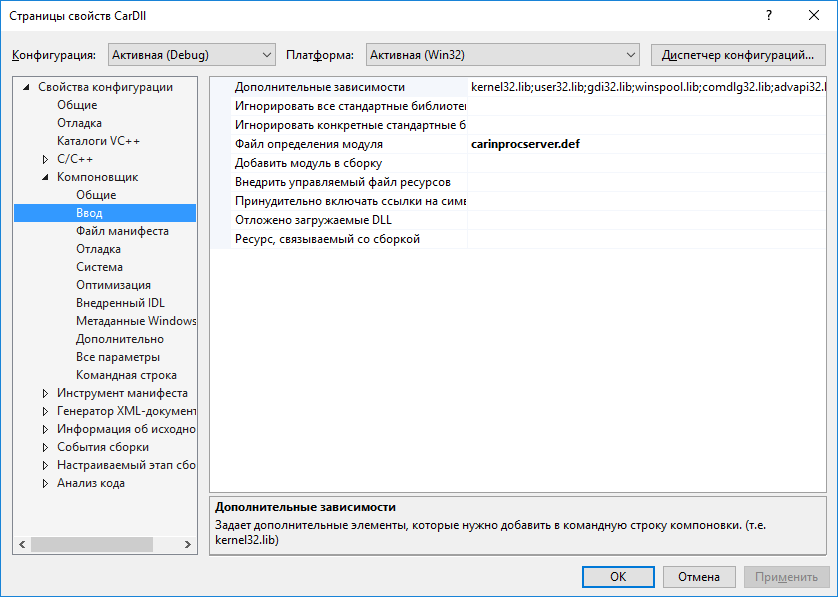 Страницы свойств CarDll
?
Конфигурация: Активная (Debug) Платформа: Активная (Win32) Диспетчер конфигураций...
Свойства конфигурации
Общие
Отладка
Каталоги VC++
C/C++
Компоновщик
Общие
Ввод
Файл манифеста
Отладка
Система
Оптимизация
Внедренный IDL
Метаданные Windows
Дополнительно
Все параметры
Командная строка
Инструмент манифеста
Генератор XML-документ
Информация об исходно
События сборки
Настраиваемый этап сбо
Анализ кода
Дополнительные зависимости kernel32.lib;user32.lib;gdi32.lib;winspool.lib;comdlg32.lib;advapi32.l
Игнорировать все стандартные библиотеи
Игнорировать конкретные стандартные б
Файл определения модуля carinprocserver.def
Добавить модуль в сборку
Внедрить управляемый файл ресурсов
Принудительно включать ссылки на симв
Отложено загружаемые DLL
Ресурс, связываемый со сборкой
Дополнительные зависимости
Задает дополнительные элементы, которые нужно добавить в командную строку компоновки. (т.е.
kernel32.lib)
OK Отмена Применить